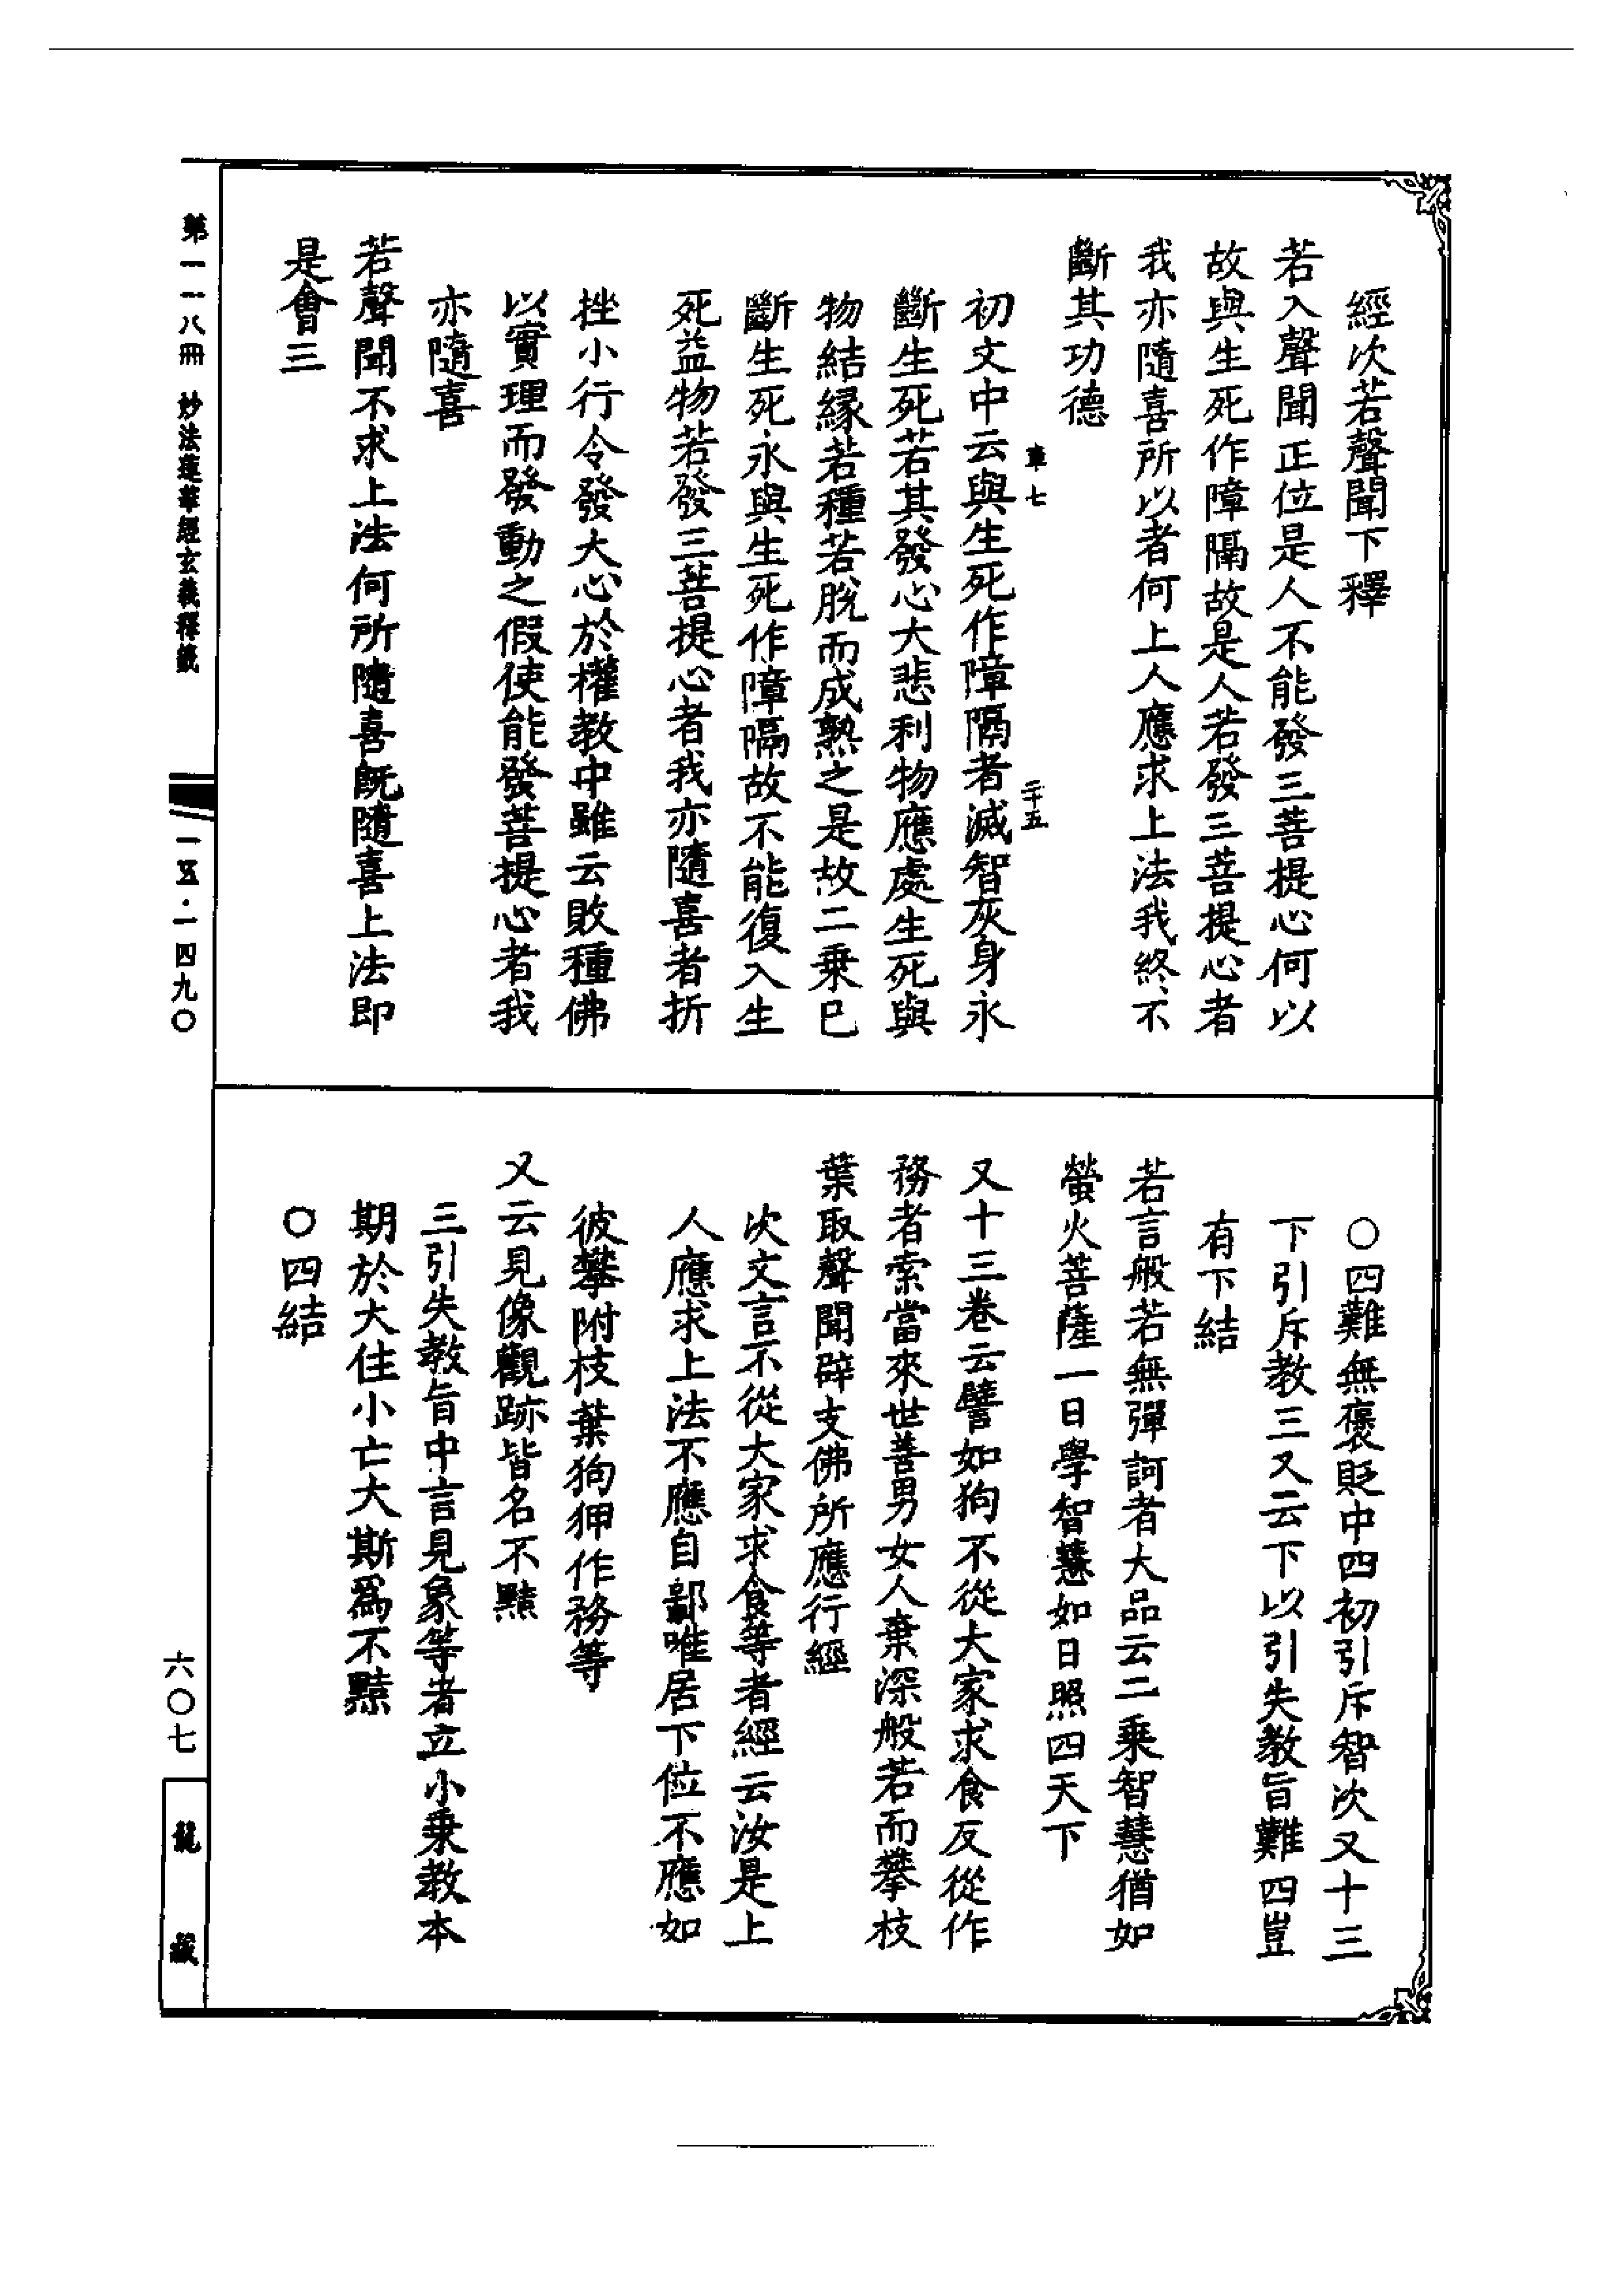 經次若聲聞下釋
若入聲聞正位是人不能發三菩提心何以
故與生死作障隔故是人若發三菩提心者
我亦隨喜所以者何上人應求上法我終不
斷其功德
車七 二十五
初文中云與生死作障隔者滅智灰身永
斷生死若其發心大悲利物應處生死與
物結緣若種若脫而成熟之是故二乗已
斷生死永與生死作障隔故不能復入生
死益物若發三菩提心者我亦隨喜者折
挫小行令發大心於權教中雖云敗種佛
以實理而發動之假使能發菩提心者我
亦隨喜
若聲聞不求上法何所隨喜既隨喜上法即
是會三
〇四難無褒貶中四初引斥智次又十三
下引斥教三又云下以引失教旨難四豈
有下結
若言般若無彈訶者大品云二乗智慧猶如
螢火菩薩一日學智慧如日照四天下
又十三卷云譬如狗不從大家求食反從作
務者索當來世善男女人棄深般若而攀枝
葉取聲聞辟支佛所應行經
次文言不從大家求食等者經云汝是上
人應求上法不應自鄙唯居下位不應如
彼攀附枝葉狗狎作務等
又云見像觀跡皆名不黠
三引失教旨中言見象等者立小乗教本
期於大住小亡大斯爲不黠
〇四結
第一一八冊 妙法蓮華經玄義釋籤 一五·一四九〇 六〇七 龍藏